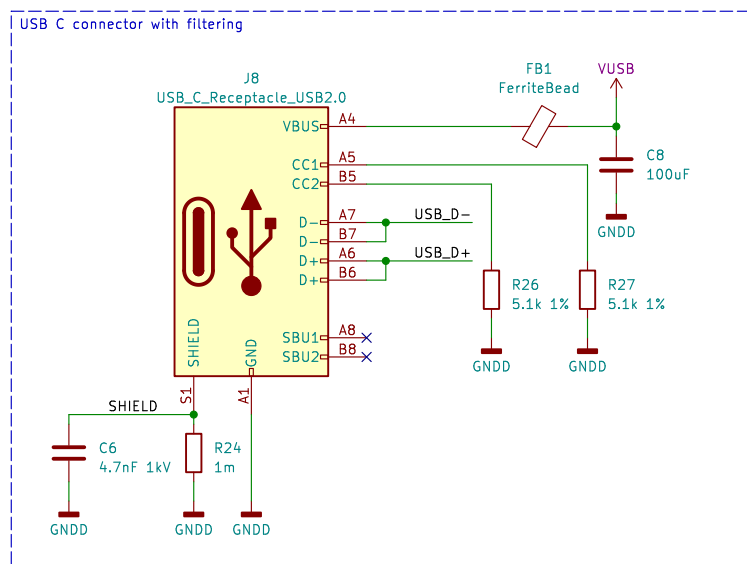 USB C connector with filtering
J8
USB_C_Receptacle_USB2.0
FB1
FerriteBead
VUSB
VBUS A4
CC1 A5
CC2 B5
C8
100uF
GNDD
D- A7 USB_D-
D- B7
D+ A6 USB_D+
D+ B6
R26
5.1k 1%
R27
5.1k 1%
SBU1 A8
SBU2 B8
GNDD
GNDD
SHIELD
GND
S1
A1
SHIELD
C6
4.7nF 1kV
R24
1m
GNDD
GNDD
GNDD